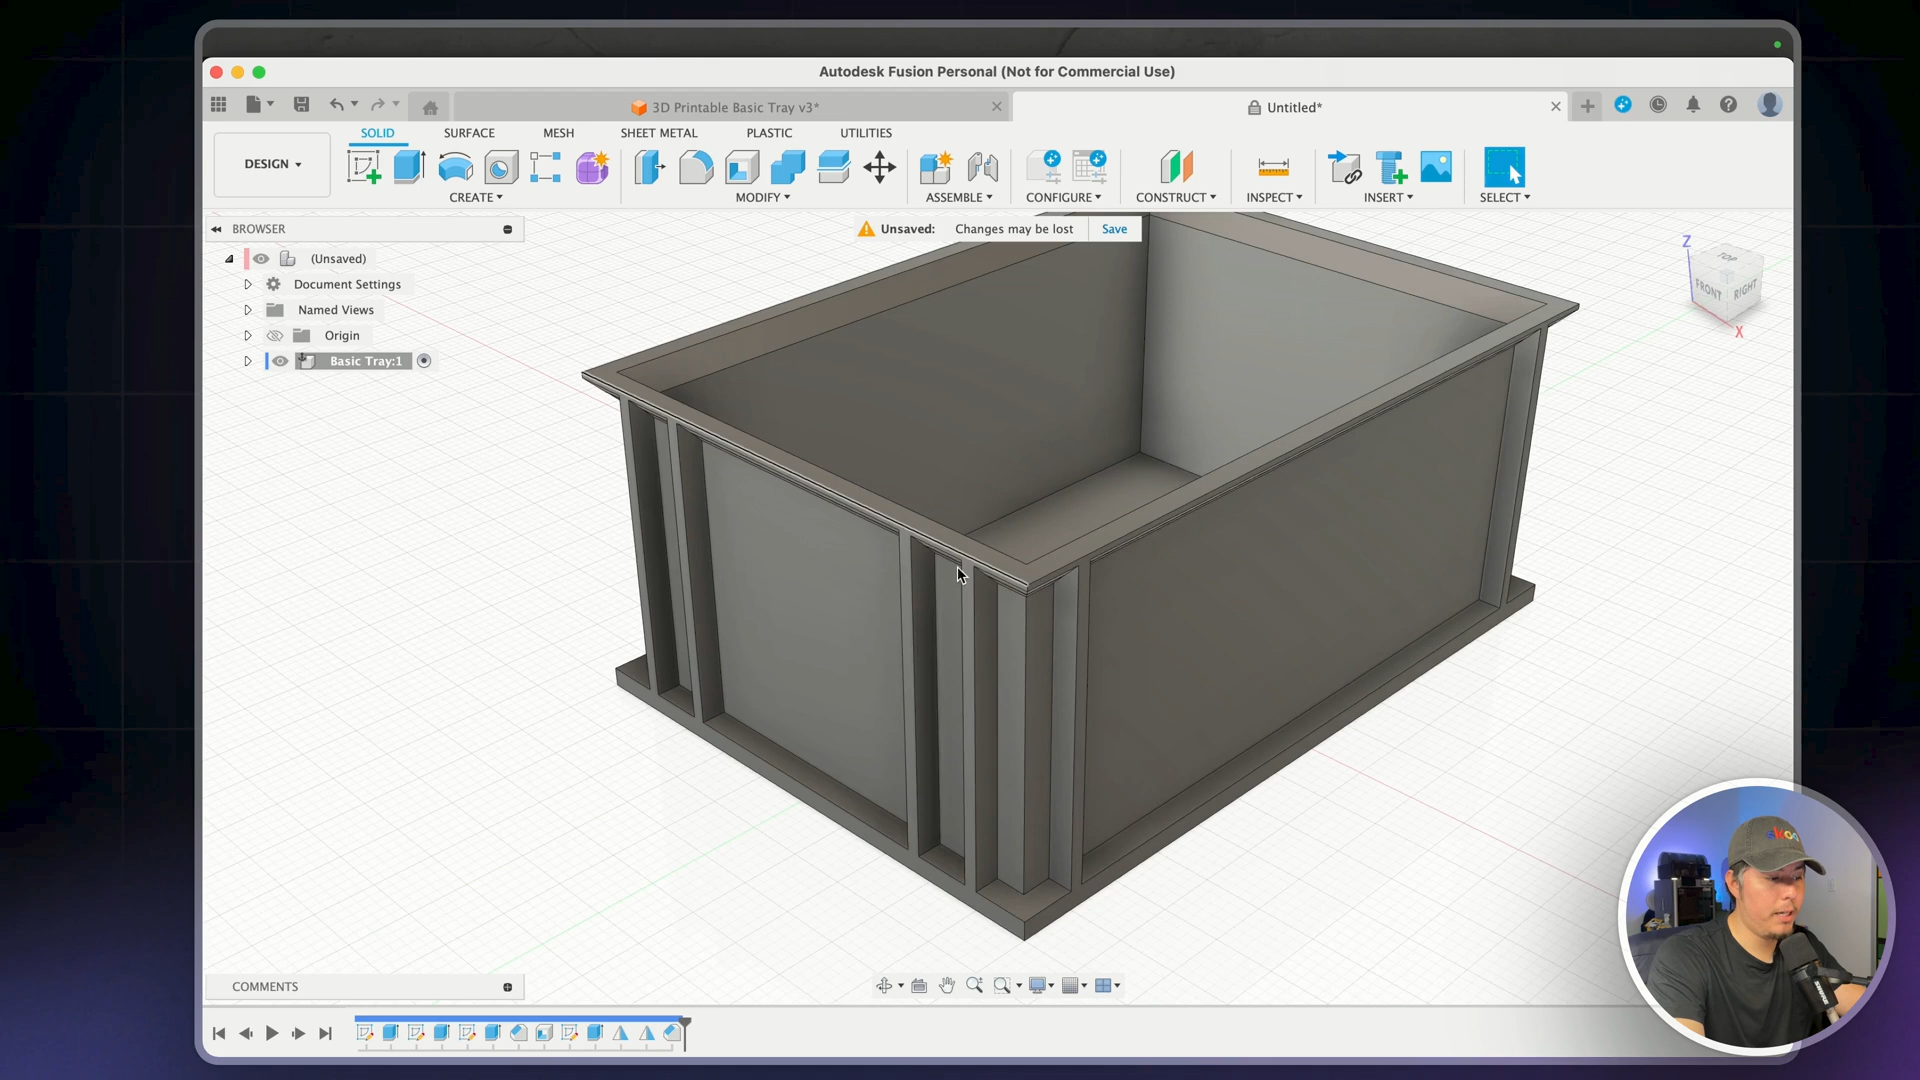 Autodesk Fusion Personal (Not for Commercial Use)
3D Printable Basic Tray v3*
Untitled*
SOLID
SURFACE
MESH
SHEET METAL
PLASTIC
UTILITIES
DESIGN
CREATE
MODIFY
ASSEMBLE
CONFIGURE
CONSTRUCT
INSPECT
INSERT
SELECT
BROWSER
Unsaved: Changes may be lost Save
(Unsaved)
Document Settings
Named Views
Origin
Basic Tray:1
Z
TOP
FRONT
RIGHT
X
COMMENTS
SHURE